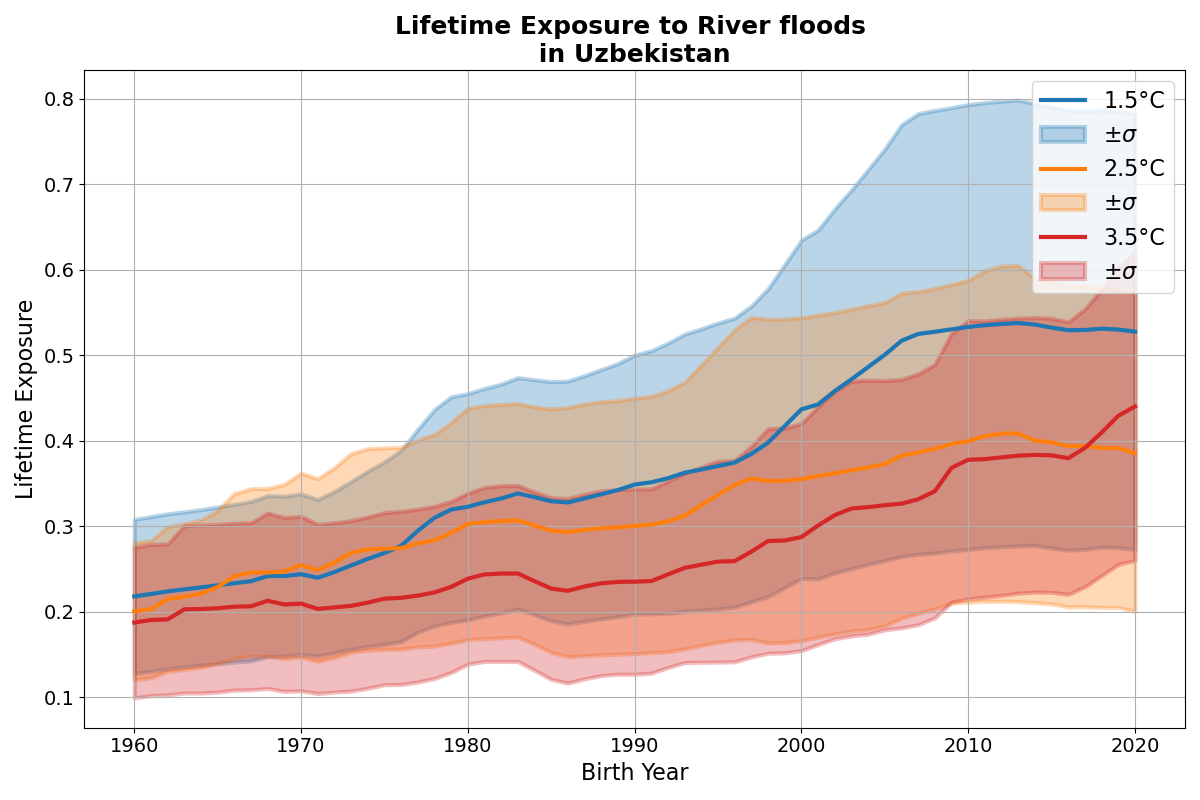 Lifetime Exposure to River floods
in Uzbekistan
Lifetime Exposure
0.8
0.7
0.6
0.5
0.4
0.3
0.2
0.1
1960
1970
1980
1990
2000
2010
2020
Birth Year
1.5°C
±σ
2.5°C
±σ
3.5°C
±σ